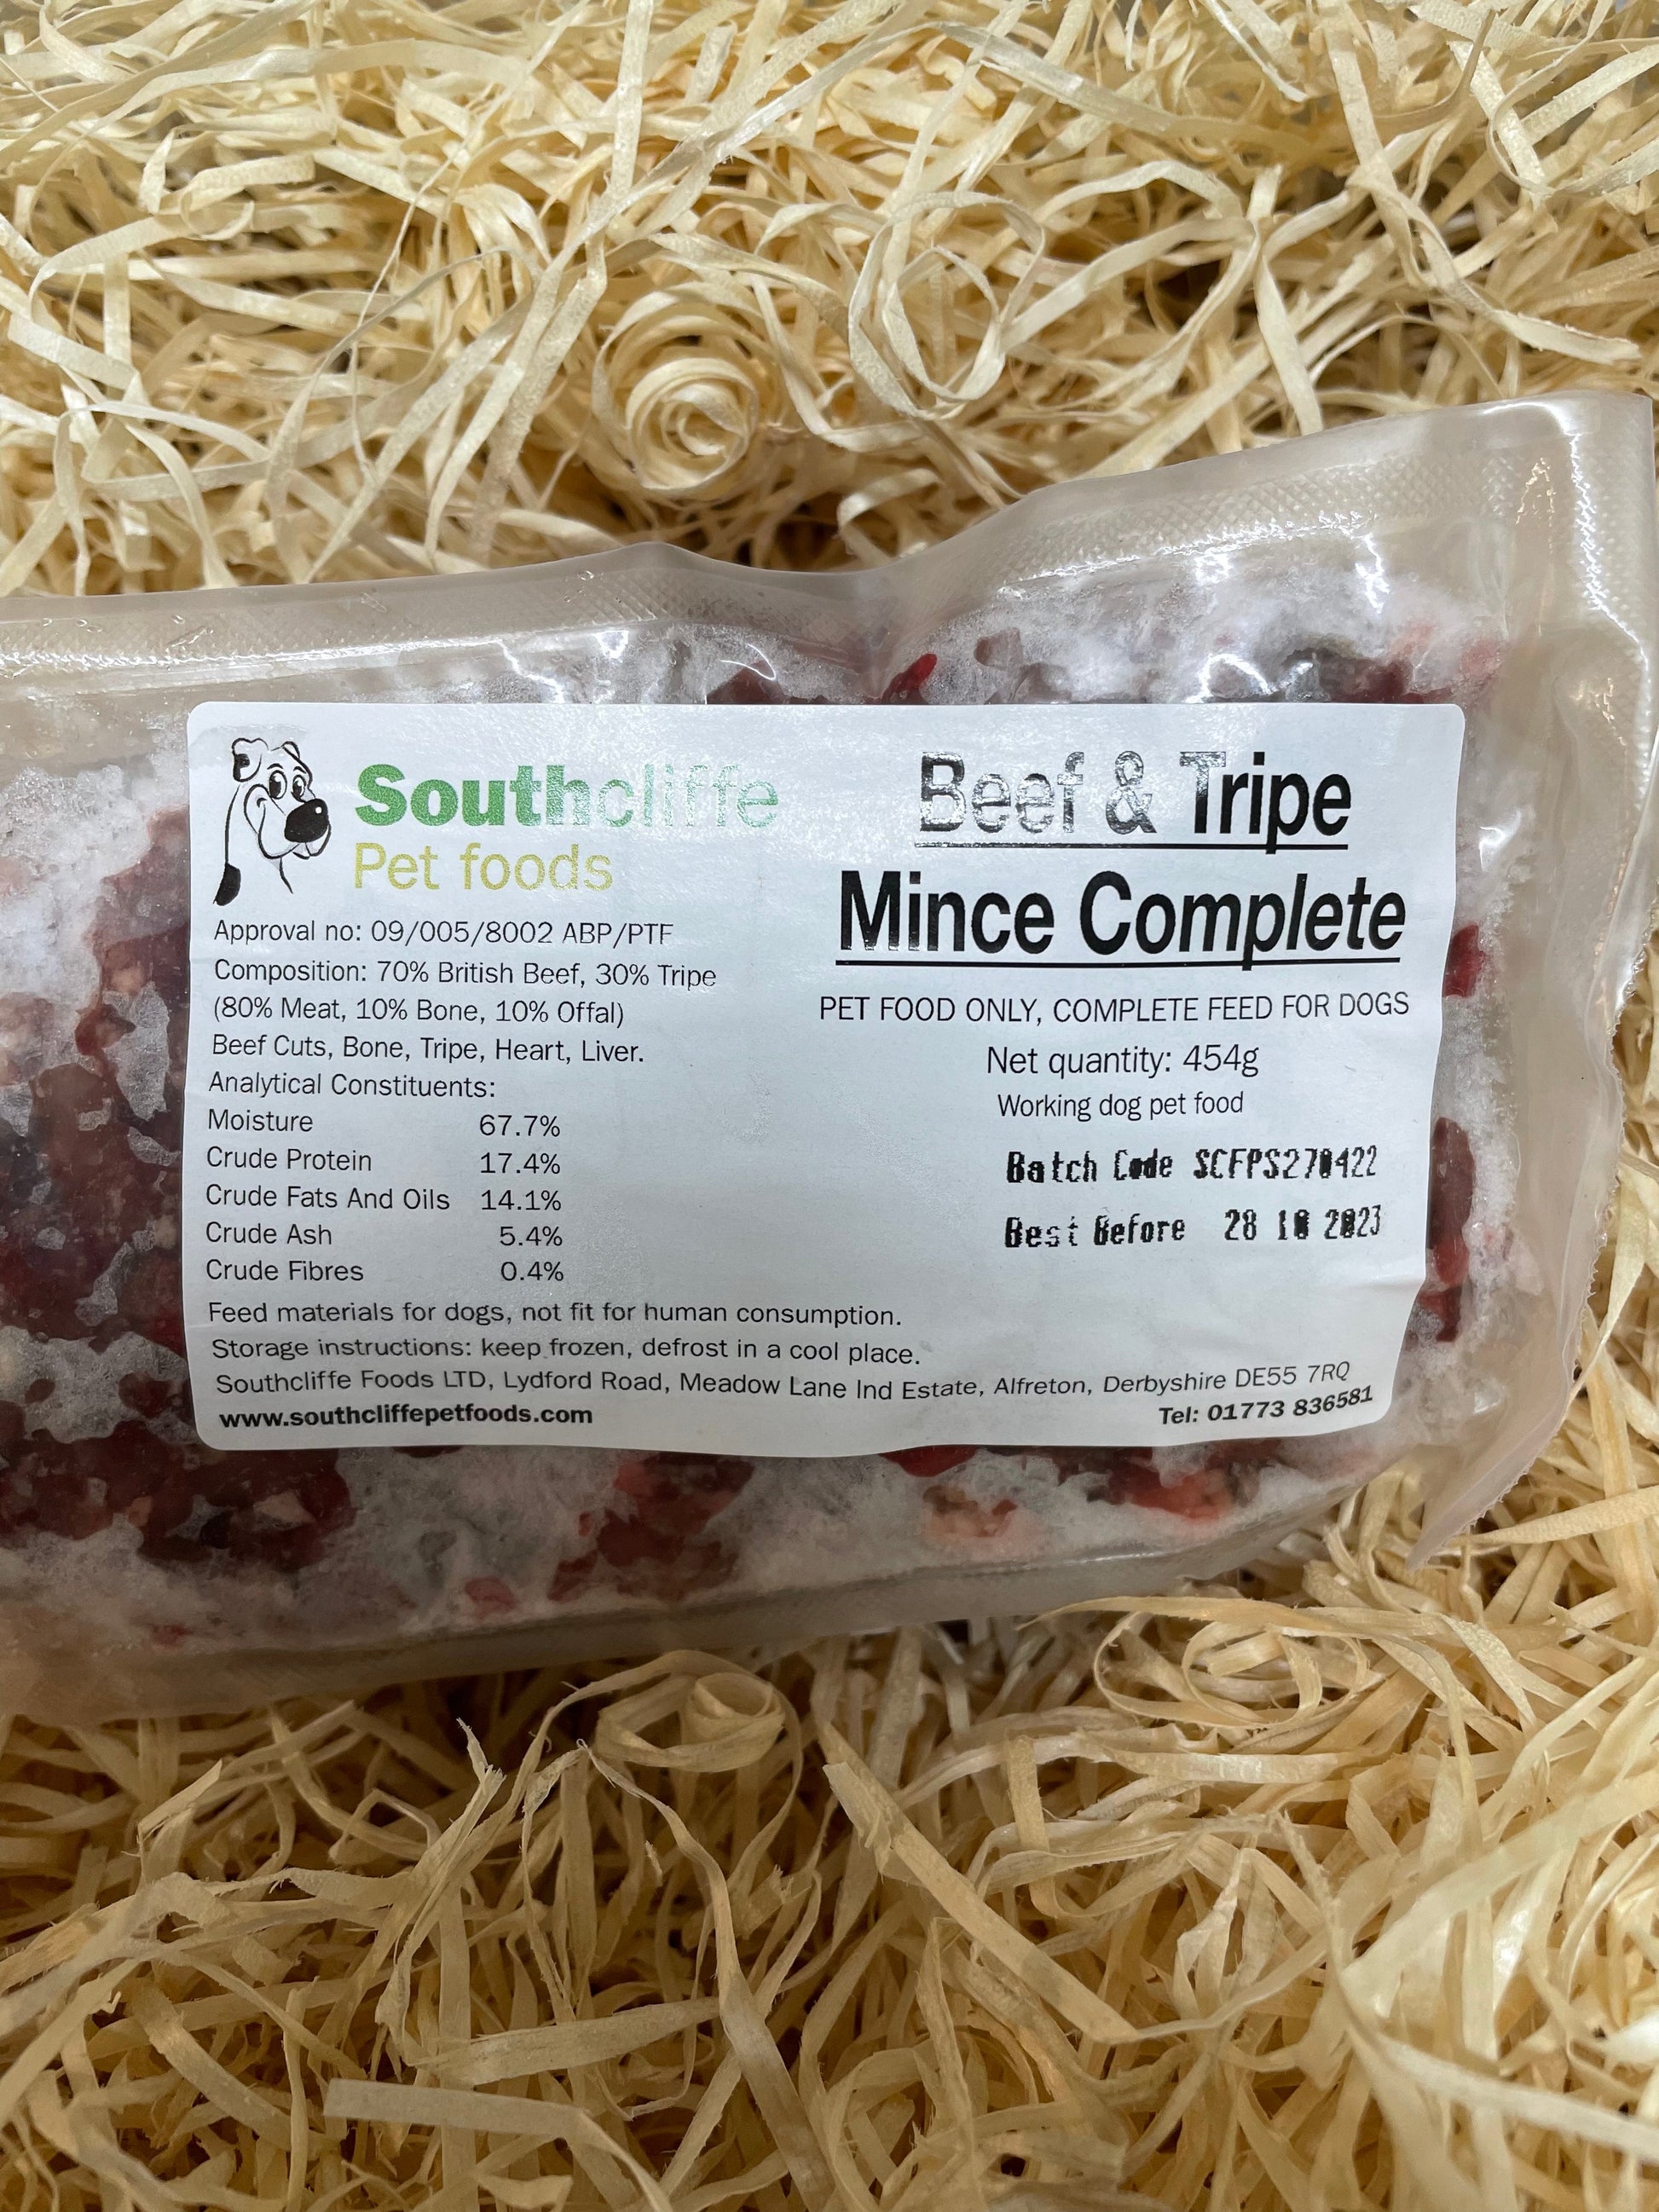 Southcliffe
Pet foods
Approval no: 09/005/8002 ABP/PTF
Composition: 70% British Beef, 30% Tripe
(80% Meat, 10% Bone, 10% Offal)
Beef Cuts, Bone, Tripe, Heart, Liver.
Analytical Constituents:
Moisture 67.7%
Crude Protein 17.4%
Crude Fats And Oils 14.1%
Crude Ash 5.4%
Crude Fibres 0.4%
Beef & Tripe
Mince Complete
PET FOOD ONLY, COMPLETE FEED FOR DOGS
Net quantity: 454g
Working dog pet food
Batch Code SCFPS270422
Best Before 28 10 2023
Feed materials for dogs, not fit for human consumption.
Storage instructions: keep frozen, defrost in a cool place.
Southcliffe Foods LTD, Lydford Road, Meadow Lane Ind Estate, Alfreton, Derbyshire DE55 7RQ
www.southcliffepetfoods.com Tel: 01773 836581